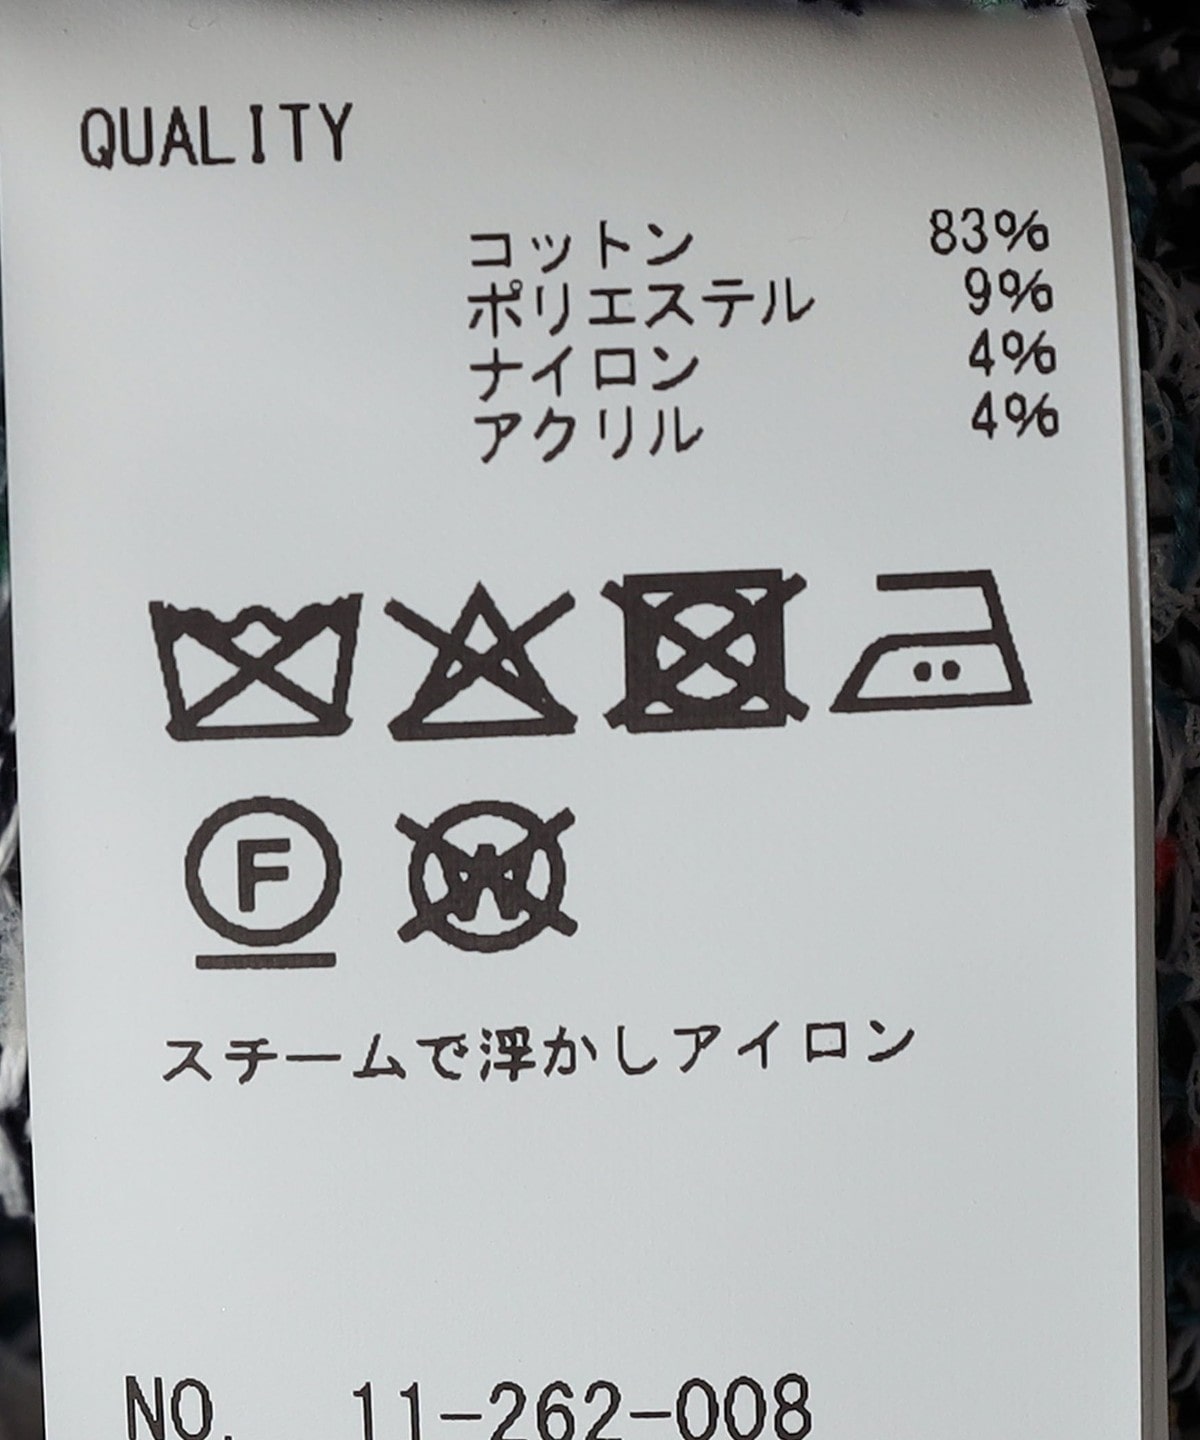 QUALITY
コットン 83%
ポリエステル 9%
ナイロン 4%
アクリル 4%
F W
スチームで浮かしアイロン
NO. 11-262-008